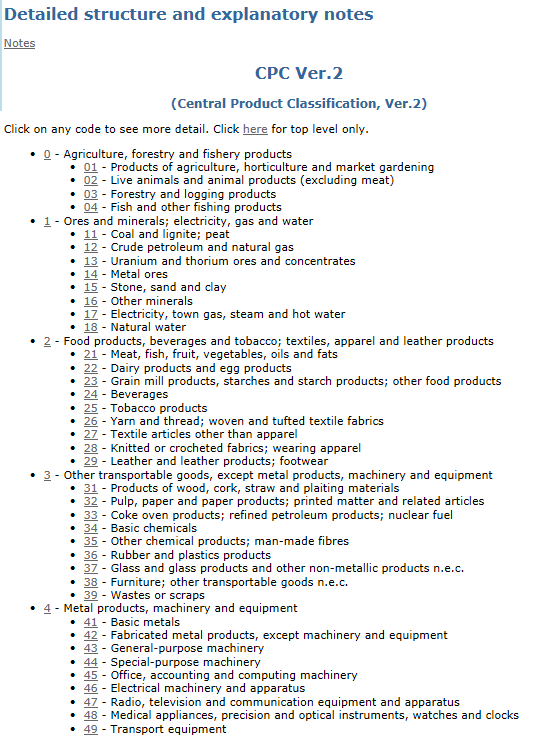 Detailed structure and explanatory notes
Notes
CPC Ver.2
(Central Product Classification, Ver.2)
Click on any code to see more detail. Click here for top level only.
• 0 - Agriculture, forestry and fishery products
• 01 - Products of agriculture, horticulture and market gardening
• 02 - Live animals and animal products (excluding meat)
• 03 - Forestry and logging products
• 04 - Fish and other fishing products
• 1 - Ores and minerals; electricity, gas and water
• 11 - Coal and lignite; peat
• 12 - Crude petroleum and natural gas
• 13 - Uranium and thorium ores and concentrates
• 14 - Metal ores
• 15 - Stone, sand and clay
• 16 - Other minerals
• 17 - Electricity, town gas, steam and hot water
• 18 - Natural water
• 2 - Food products, beverages and tobacco; textiles, apparel and leather products
• 21 - Meat, fish, fruit, vegetables, oils and fats
• 22 - Dairy products and egg products
• 23 - Grain mill products, starches and starch products; other food products
• 24 - Beverages
• 25 - Tobacco products
• 26 - Yarn and thread; woven and tufted textile fabrics
• 27 - Textile articles other than apparel
• 28 - Knitted or crocheted fabrics; wearing apparel
• 29 - Leather and leather products; footwear
• 3 - Other transportable goods, except metal products, machinery and equipment
• 31 - Products of wood, cork, straw and plaiting materials
• 32 - Pulp, paper and paper products; printed matter and related articles
• 33 - Coke oven products; refined petroleum products; nuclear fuel
• 34 - Basic chemicals
• 35 - Other chemical products; man-made fibres
• 36 - Rubber and plastics products
• 37 - Glass and glass products and other non-metallic products n.e.c.
• 38 - Furniture; other transportable goods n.e.c.
• 39 - Wastes or scraps
• 4 - Metal products, machinery and equipment
• 41 - Basic metals
• 42 - Fabricated metal products, except machinery and equipment
• 43 - General-purpose machinery
• 44 - Special-purpose machinery
• 45 - Office, accounting and computing machinery
• 46 - Electrical machinery and apparatus
• 47 - Radio, television and communication equipment and apparatus
• 48 - Medical appliances, precision and optical instruments, watches and clocks
• 49 - Transport equipment